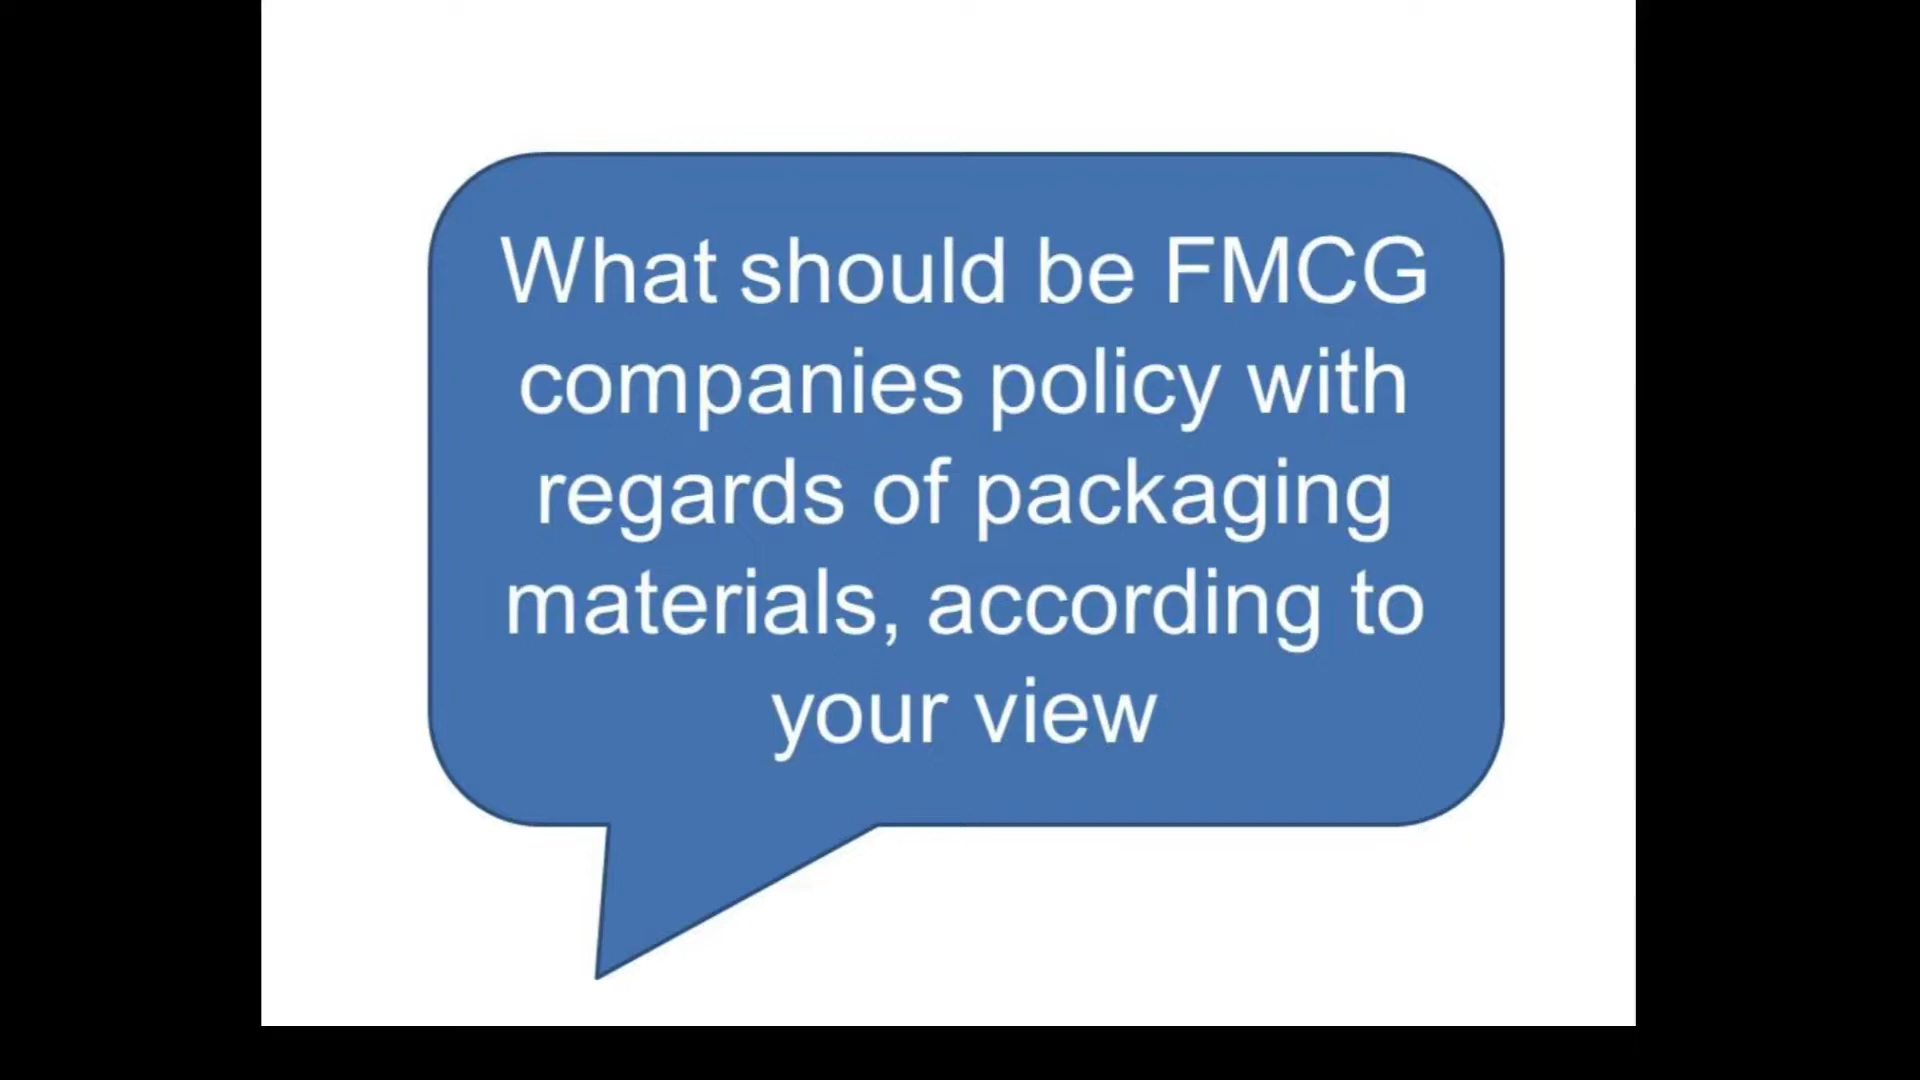 What should be FMCG
companies policy with
regards of packaging
materials, according to
your view